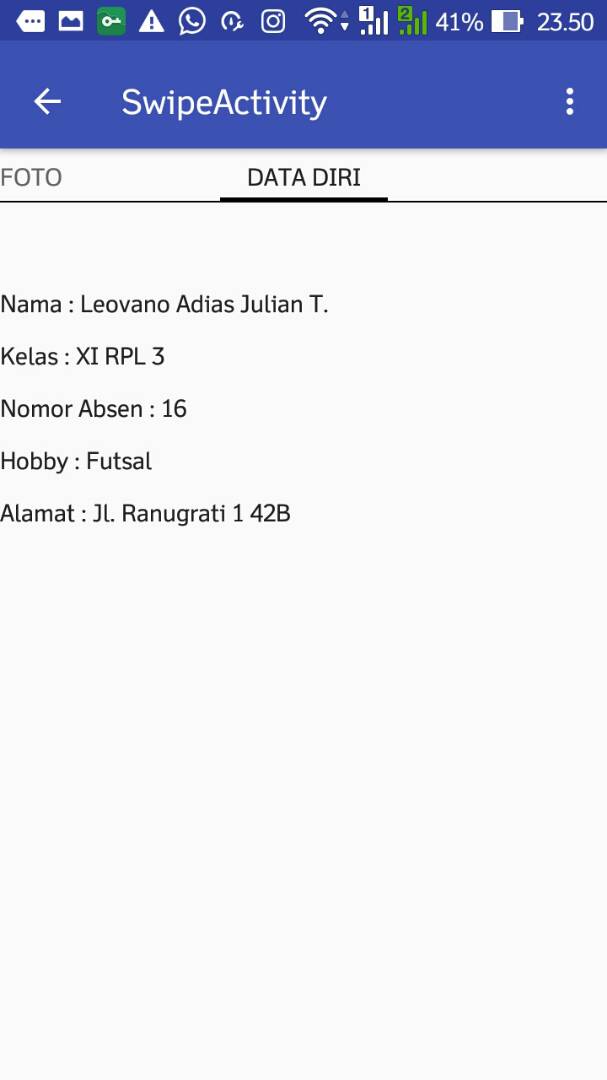 1 2 41% 23.50
SwipeActivity
FOTO DATA DIRI
Nama : Leovano Adias Julian T.
Kelas : XI RPL 3
Nomor Absen : 16
Hobby : Futsal
Alamat : Jl. Ranugrati 1 42B